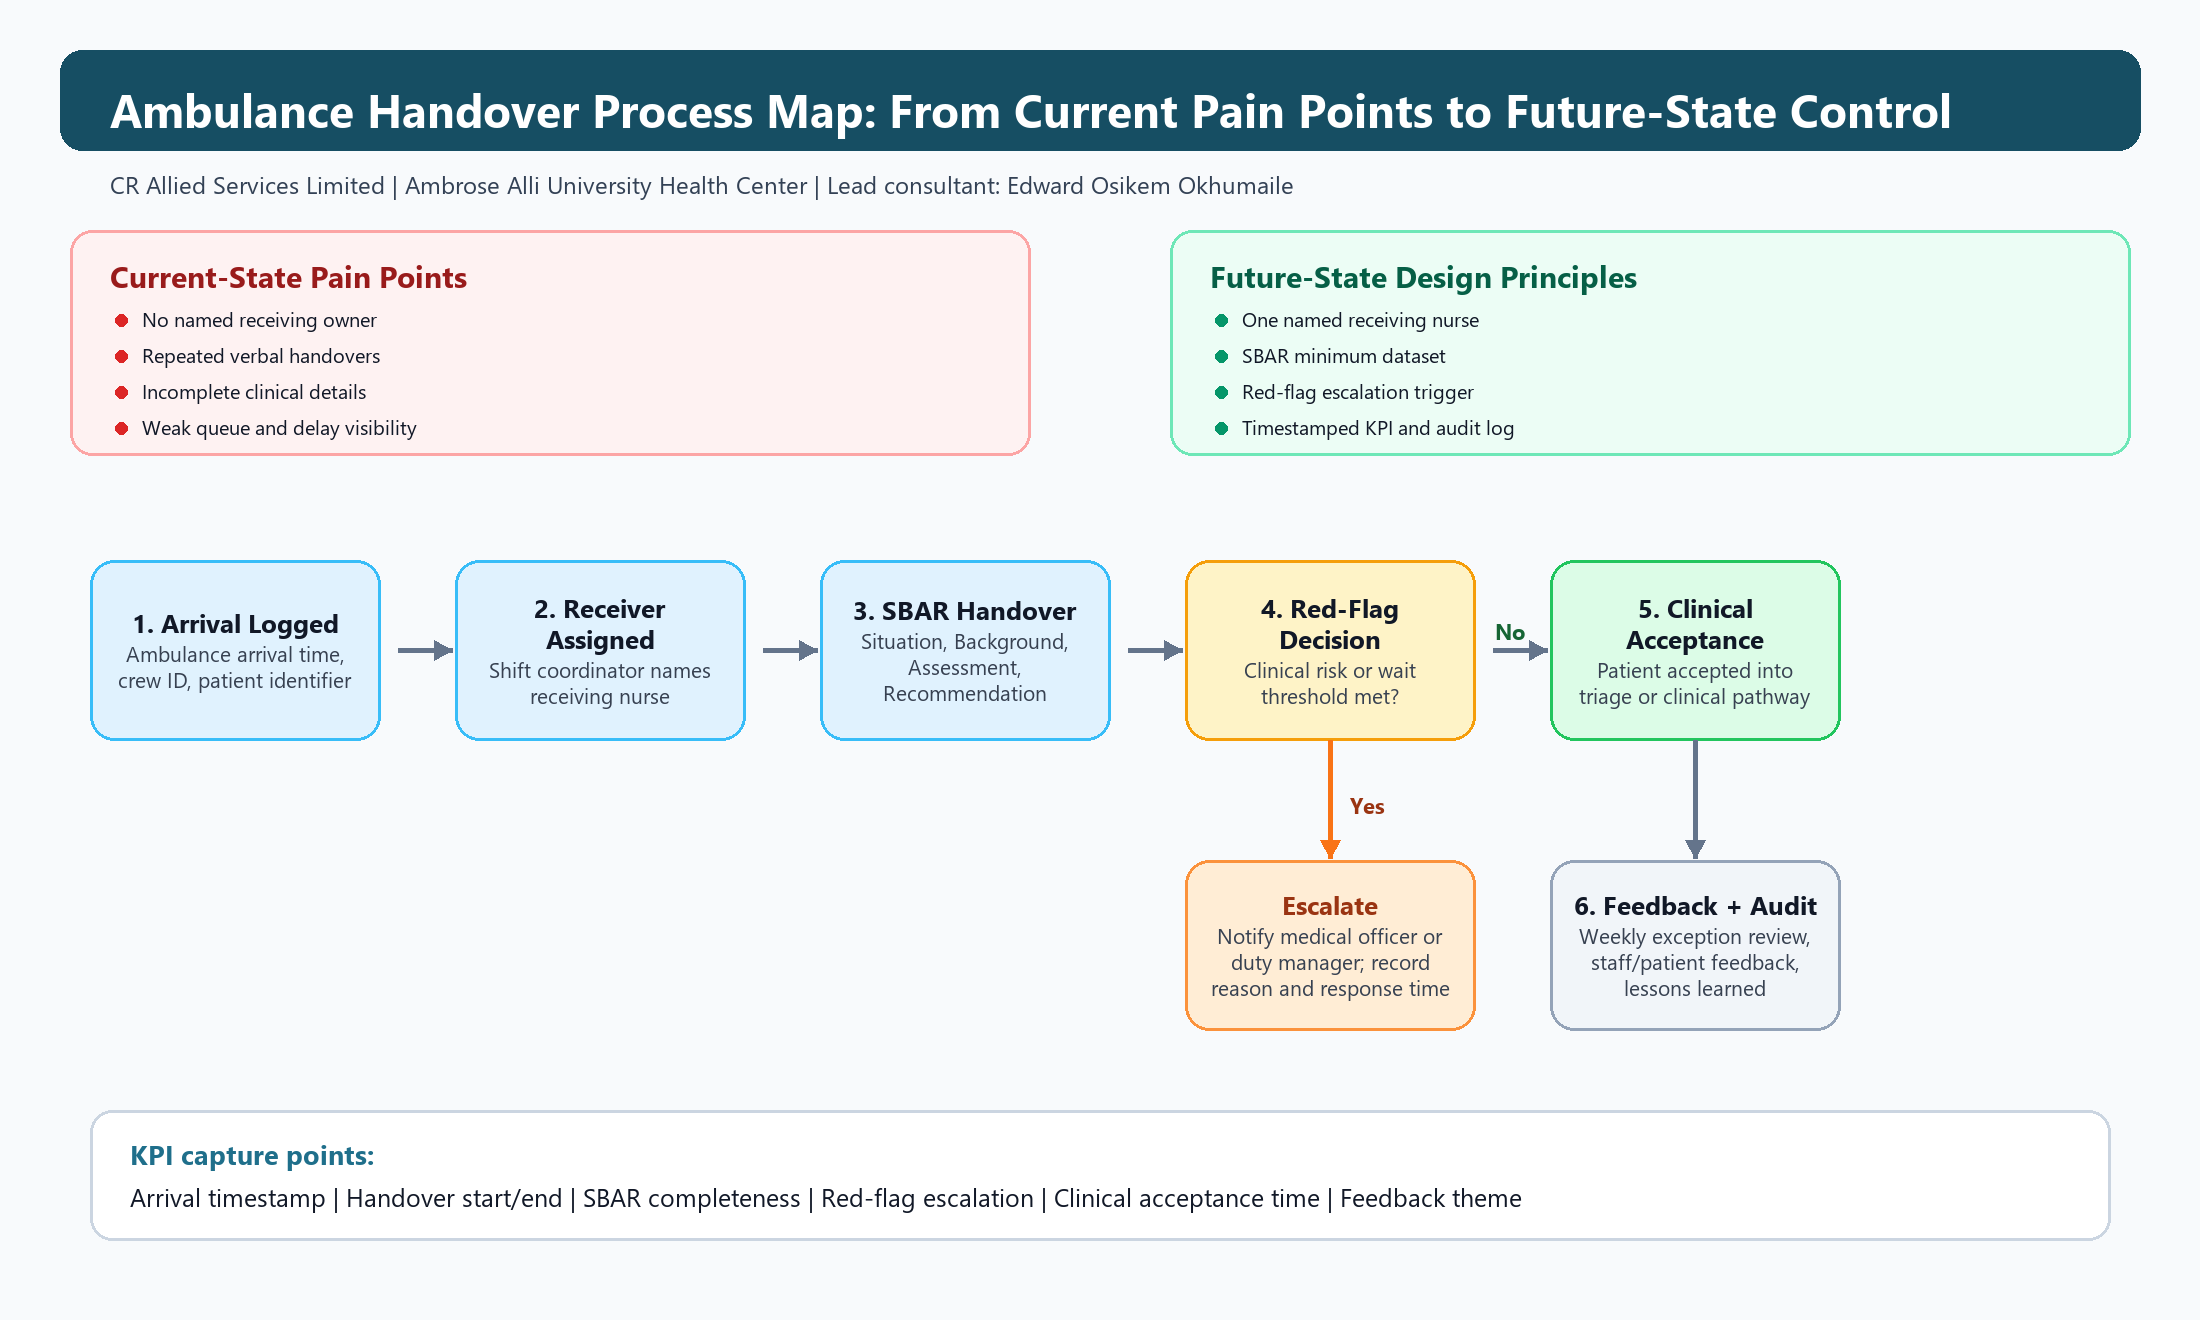 Ambulance Handover Process Map: From Current Pain Points to Future-State Control
CR Allied Services Limited | Ambrose Alli University Health Center | Lead consultant: Edward Osikem Okhumaile
Current-State Pain Points
No named receiving owner
Repeated verbal handovers
Incomplete clinical details
Weak queue and delay visibility
Future-State Design Principles
One named receiving nurse
SBAR minimum dataset
Red-flag escalation trigger
Timestamped KPI and audit log
1. Arrival Logged
Ambulance arrival time,
crew ID, patient identifier
2. Receiver
Assigned
Shift coordinator names
receiving nurse
3. SBAR Handover
Situation, Background,
Assessment,
Recommendation
4. Red-Flag
Decision
Clinical risk or wait
threshold met?
No
5. Clinical
Acceptance
Patient accepted into
triage or clinical pathway
Yes
Escalate
Notify medical officer or
duty manager; record
reason and response time
6. Feedback + Audit
Weekly exception review,
staff/patient feedback,
lessons learned
KPI capture points:
Arrival timestamp | Handover start/end | SBAR completeness | Red-flag escalation | Clinical acceptance time | Feedback theme